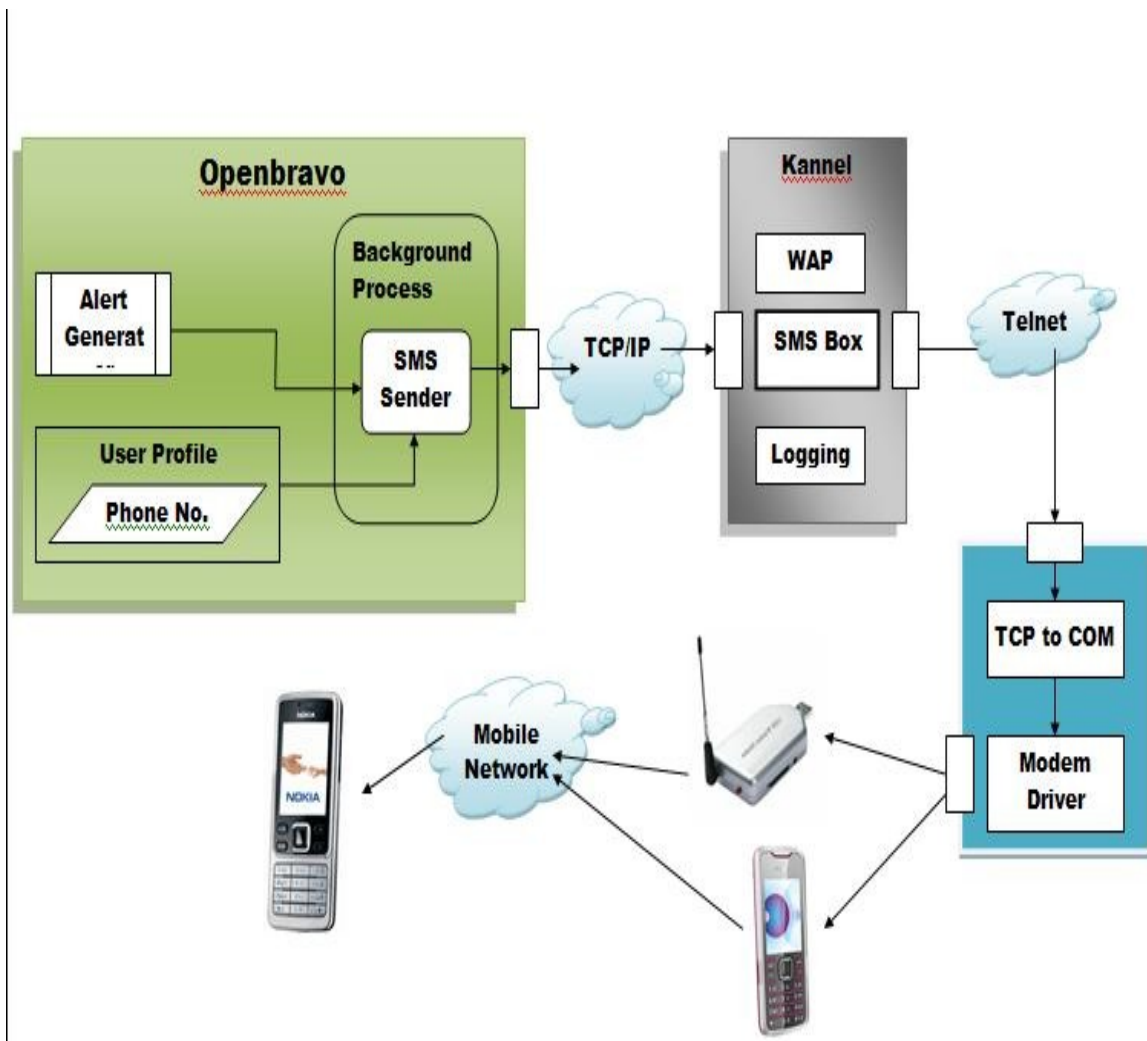 Openbravo
Alert
Generat
Background
Process
SMS
Sender
User Profile
Phone No.
TCP/IP
Kannel
WAP
SMS Box
Logging
Telnet
TCP to COM
Modem
Driver
Mobile
Network
NOKIA
NOKIA